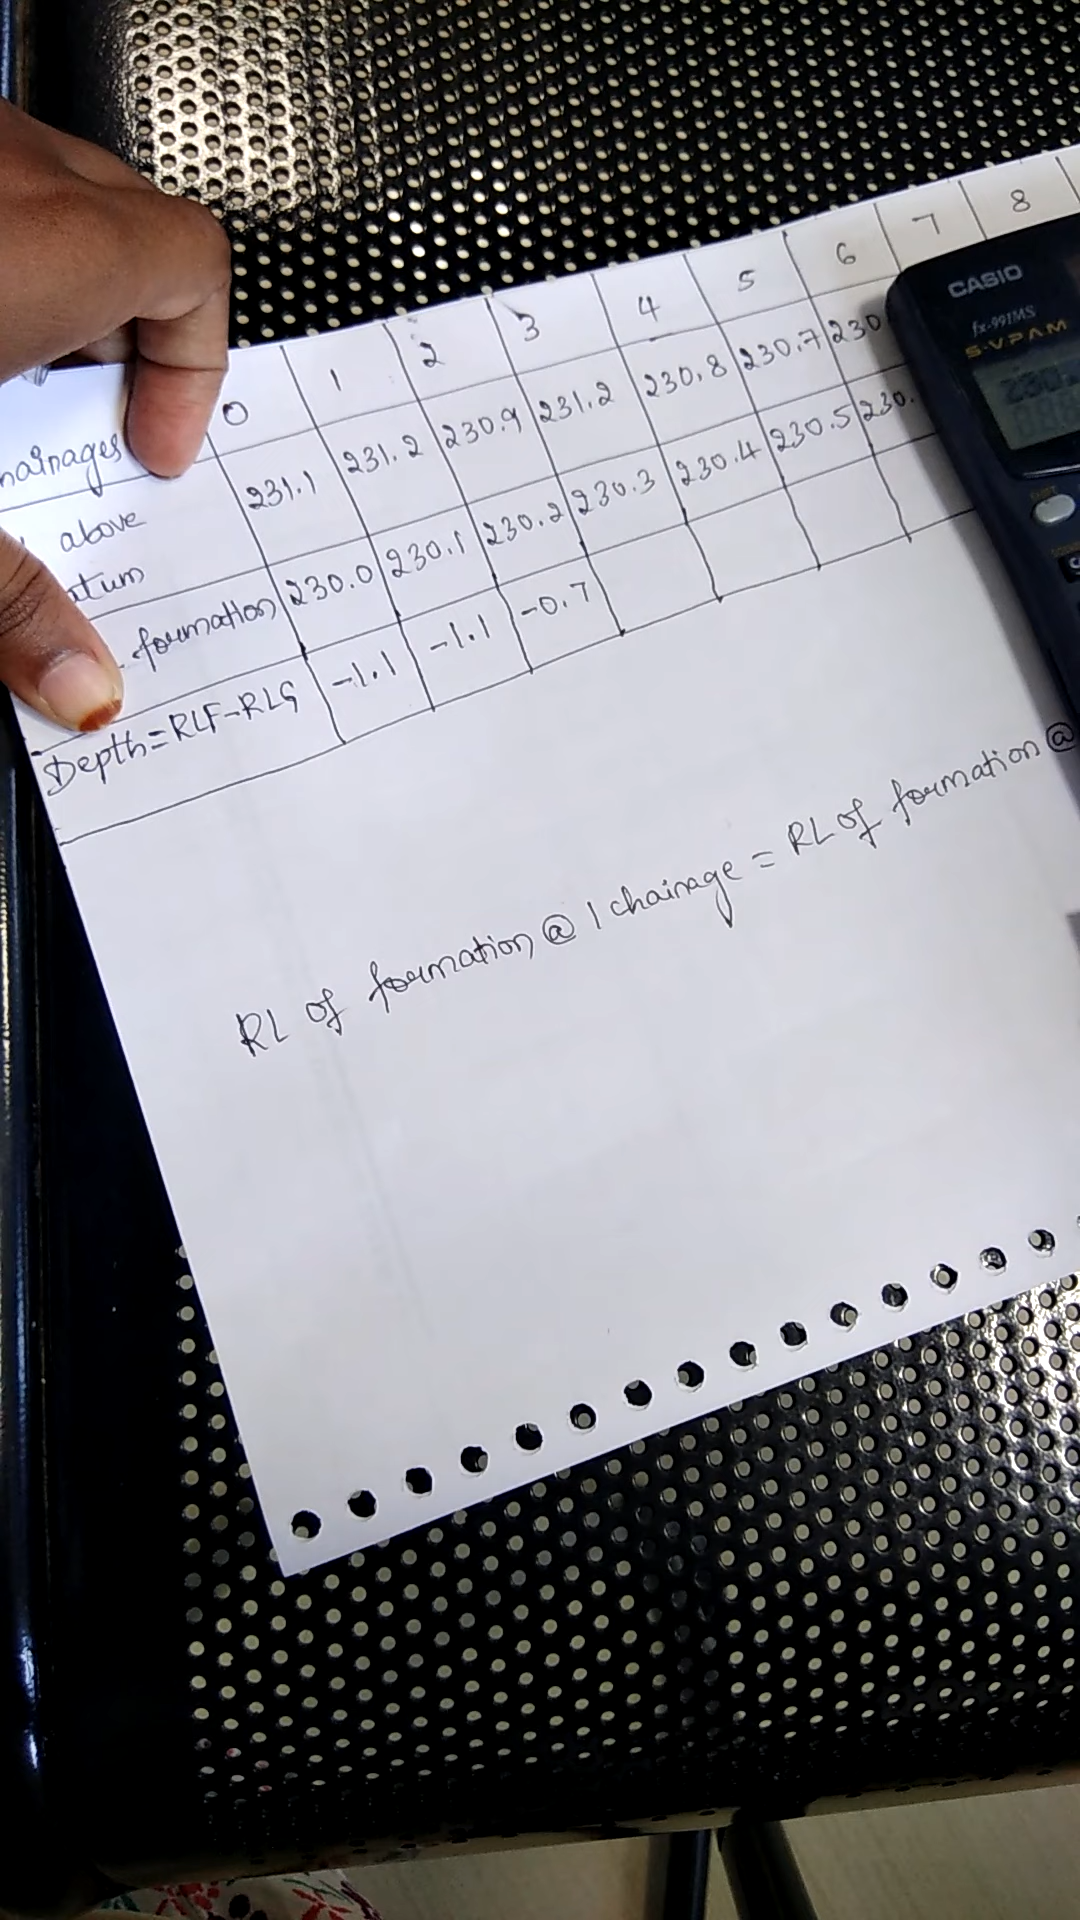 0 1 2 3 4 5 6 7 8
hainages
above 231.1 231.2 230.9 231.2 230.8 230.7 230
atum
formation 230.0 230.1 230.2 230.3 230.4 230.5 230.
Depth=RLF-RLG -1.1 -1.1 -0.7
RL of formation @ 1 chainage = RL of formation @
CASIO
fx-991MS
S-V.P.A.M